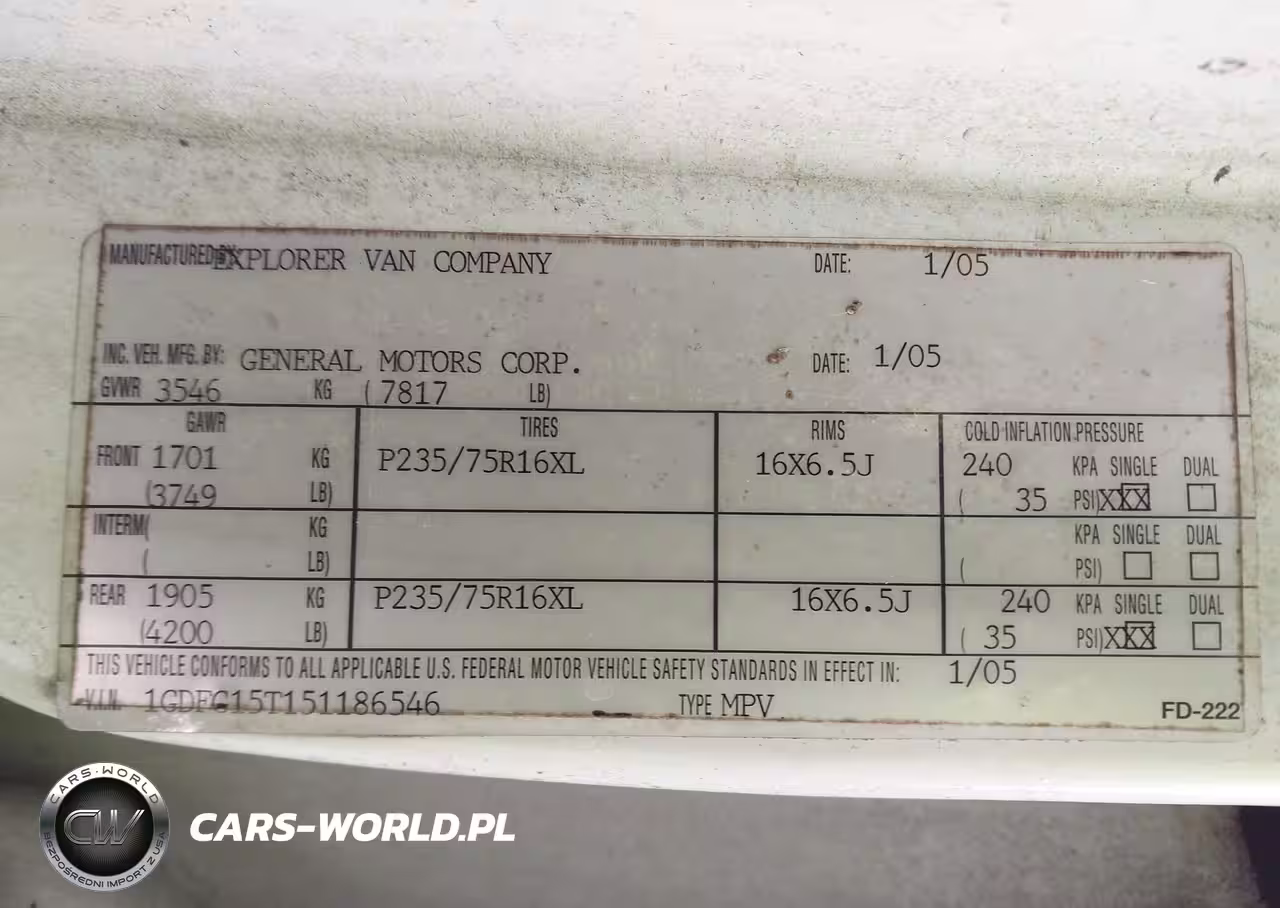 MANUFACTURED BY: EXPLORER VAN COMPANY DATE: 1/05
INC. VEH. MFG. BY: GENERAL MOTORS CORP. DATE: 1/05
GVWR 3546 KG (7817 LB)
GAWR TIRES RIMS COLD INFLATION PRESSURE
FRONT 1701 KG P235/75R16XL 16X6.5J 240 KPA SINGLE DUAL
(3749 LB) ( 35 PSI) XXX
INTERM( KG KPA SINGLE DUAL
( LB) ( PSI)
REAR 1905 KG P235/75R16XL 16X6.5J 240 KPA SINGLE DUAL
(4200 LB) ( 35 PSI) XXX
THIS VEHICLE CONFORMS TO ALL APPLICABLE U.S. FEDERAL MOTOR VEHICLE SAFETY STANDARDS IN EFFECT IN: 1/05
V.I.N. 1GDFG15T151186546 TYPE MPV FD-222
CARS-WORLD
CW
BEZPOŚREDNI IMPORT Z USA
CARS-WORLD.PL